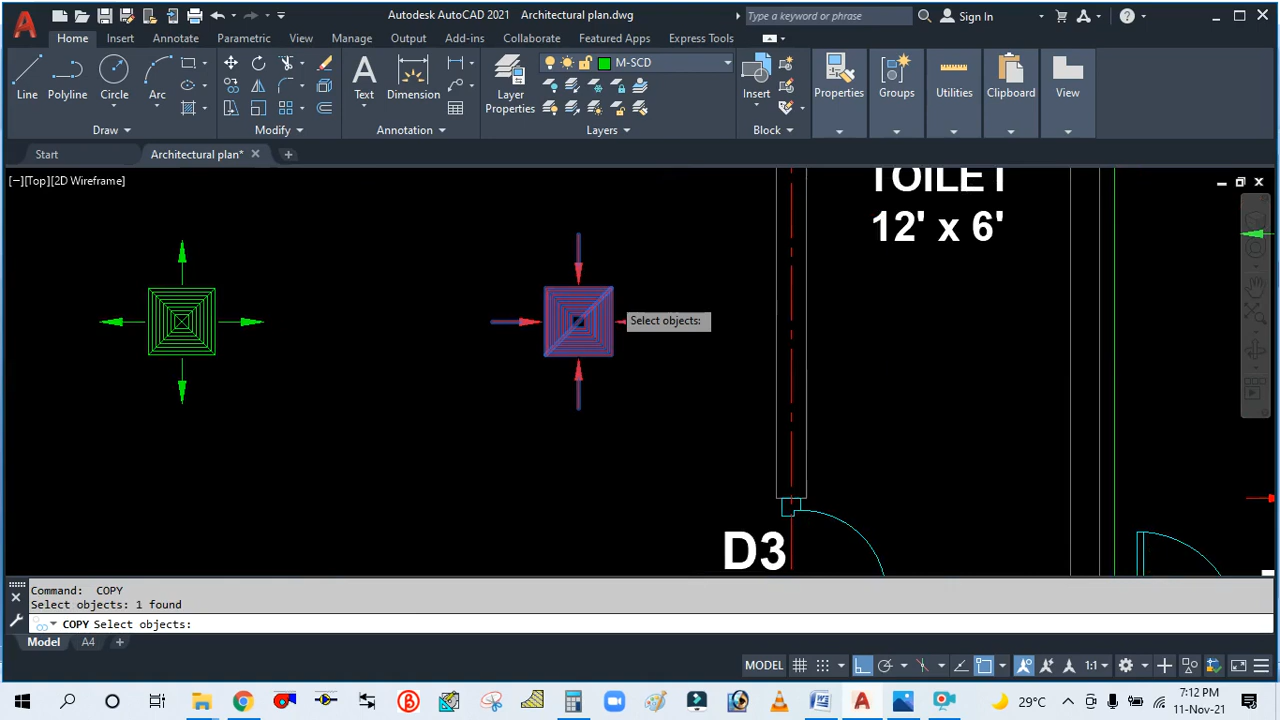 Autodesk AutoCAD 2021 Architectural plan.dwg
Type a keyword or phrase
Sign In
Home Insert Annotate Parametric View Manage Output Add-ins Collaborate Featured Apps Express Tools
M-SCD
Line Polyline Circle Arc Text Dimension Layer Properties Insert Properties Groups Utilities Clipboard View
Draw Modify Annotation Layers Block
Start Architectural plan*
[−][Top][2D Wireframe]
TOILET
12' x 6'
Select objects:
D3
Command: COPY
Select objects: 1 found
COPY Select objects:
Model A4
MODEL 1:1
29°C 7:12 PM
11-Nov-21